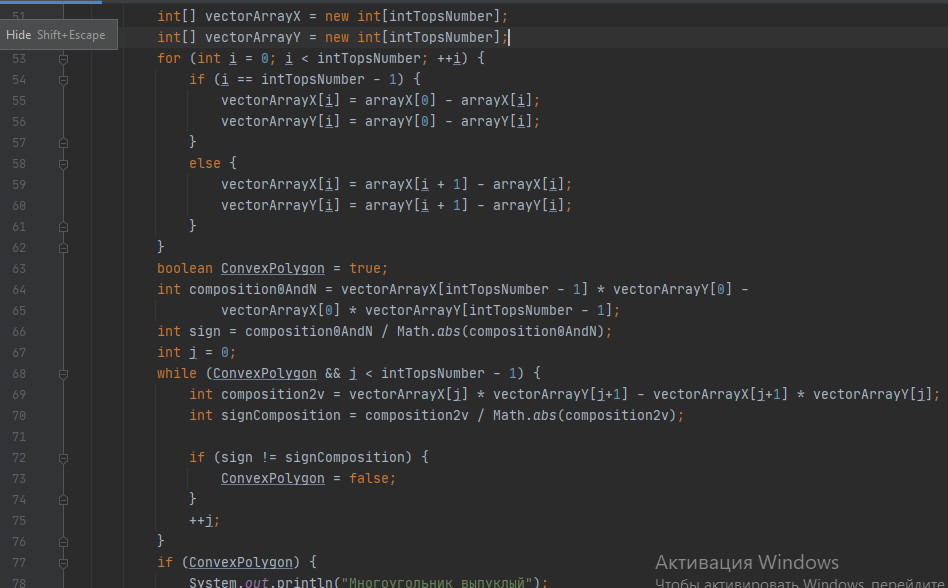 51 int[] vectorArrayX = new int[intTopsNumber];
Hide Shift+Escape int[] vectorArrayY = new int[intTopsNumber];
53 for (int i = 0; i < intTopsNumber; ++i) {
54 if (i == intTopsNumber - 1) {
55 vectorArrayX[i] = arrayX[0] - arrayX[i];
56 vectorArrayY[i] = arrayY[0] - arrayY[i];
57 }
58 else {
59 vectorArrayX[i] = arrayX[i + 1] - arrayX[i];
60 vectorArrayY[i] = arrayY[i + 1] - arrayY[i];
61 }
62 }
63 boolean ConvexPolygon = true;
64 int composition0AndN = vectorArrayX[intTopsNumber - 1] * vectorArrayY[0] -
65 vectorArrayX[0] * vectorArrayY[intTopsNumber - 1];
66 int sign = composition0AndN / Math.abs(composition0AndN);
67 int j = 0;
68 while (ConvexPolygon && j < intTopsNumber - 1) {
69 int composition2v = vectorArrayX[j] * vectorArrayY[j+1] - vectorArrayX[j+1] * vectorArrayY[j];
70 int signComposition = composition2v / Math.abs(composition2v);
71
72 if (sign != signComposition) {
73 ConvexPolygon = false;
74 }
75 ++j;
76 }
77 if (ConvexPolygon) {
78 System.out.println("Многоугольник выпуклый");
Активация Windows
Чтобы активировать Windows, перейдите